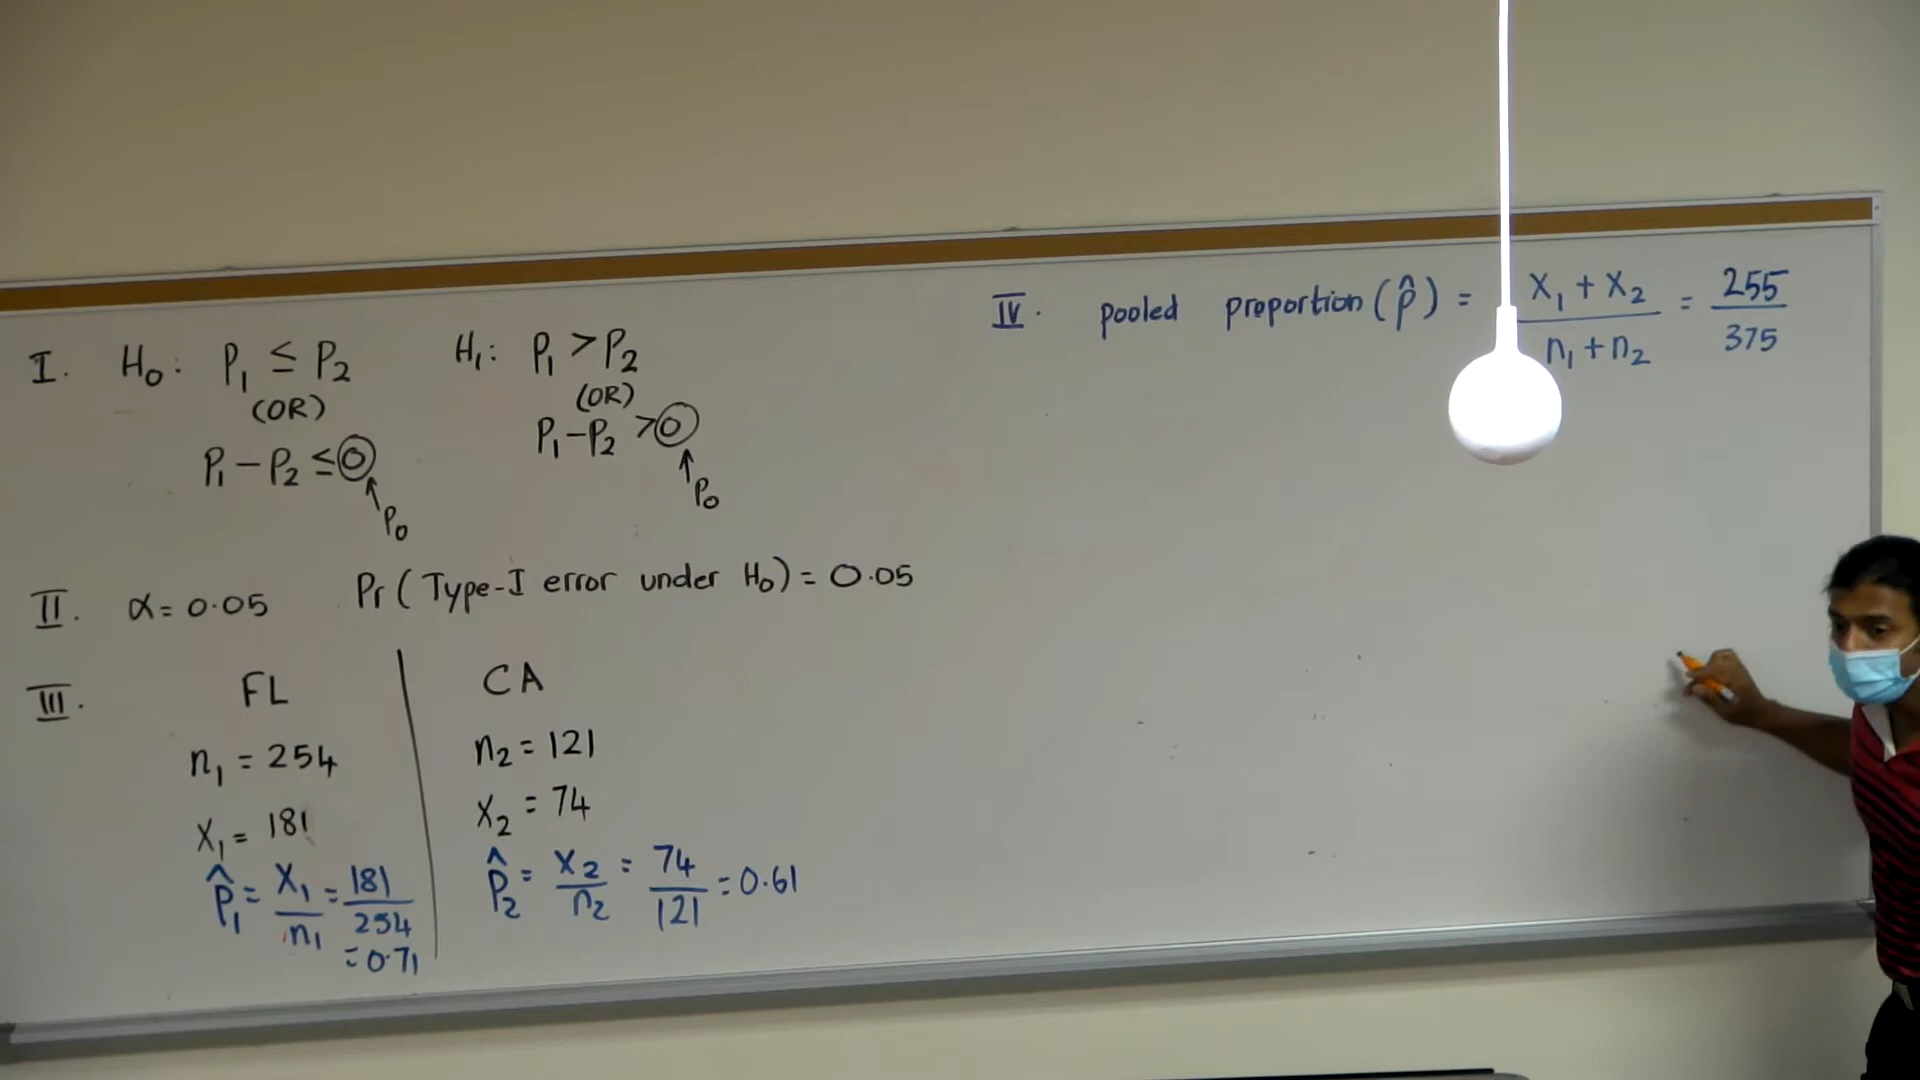 I. H₀: P₁ ≤ P₂ H₁: P₁ > P₂
(OR) (OR)
P₁ − P₂ ≤ 0 P₁ − P₂ > 0
↑ ↑
P₀ P₀
II. α = 0.05 Pr ( Type-I error under H₀) = 0.05
III. FL CA
n₁ = 254 n₂ = 121
X₁ = 181 X₂ = 74
P̂₁ = X₁/n₁ = 181/254 P̂₂ = X₂/n₂ = 74/121 = 0.61
= 0.71
IV. pooled proportion (p̂) = X₁ + X₂ / n₁ + n₂ = 255/375